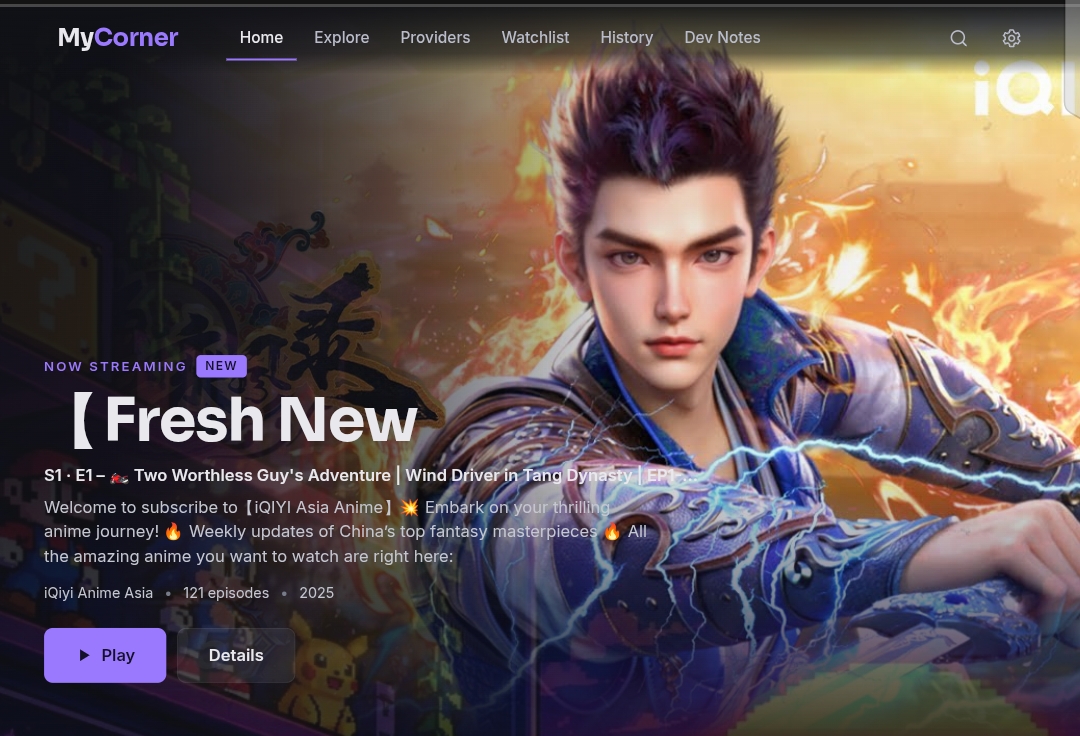 MyCorner
Home Explore Providers Watchlist History Dev Notes
iQI
NOW STREAMING NEW
【Fresh New
S1 · E1 – 🏍️ Two Worthless Guy's Adventure | Wind Driver in Tang Dynasty | EP1 ...
Welcome to subscribe to【iQIYI Asia Anime】💥 Embark on your thrilling
anime journey! 🔥 Weekly updates of China's top fantasy masterpieces 🔥 All
the amazing anime you want to watch are right here:
iQiyi Anime Asia • 121 episodes • 2025
Play Details